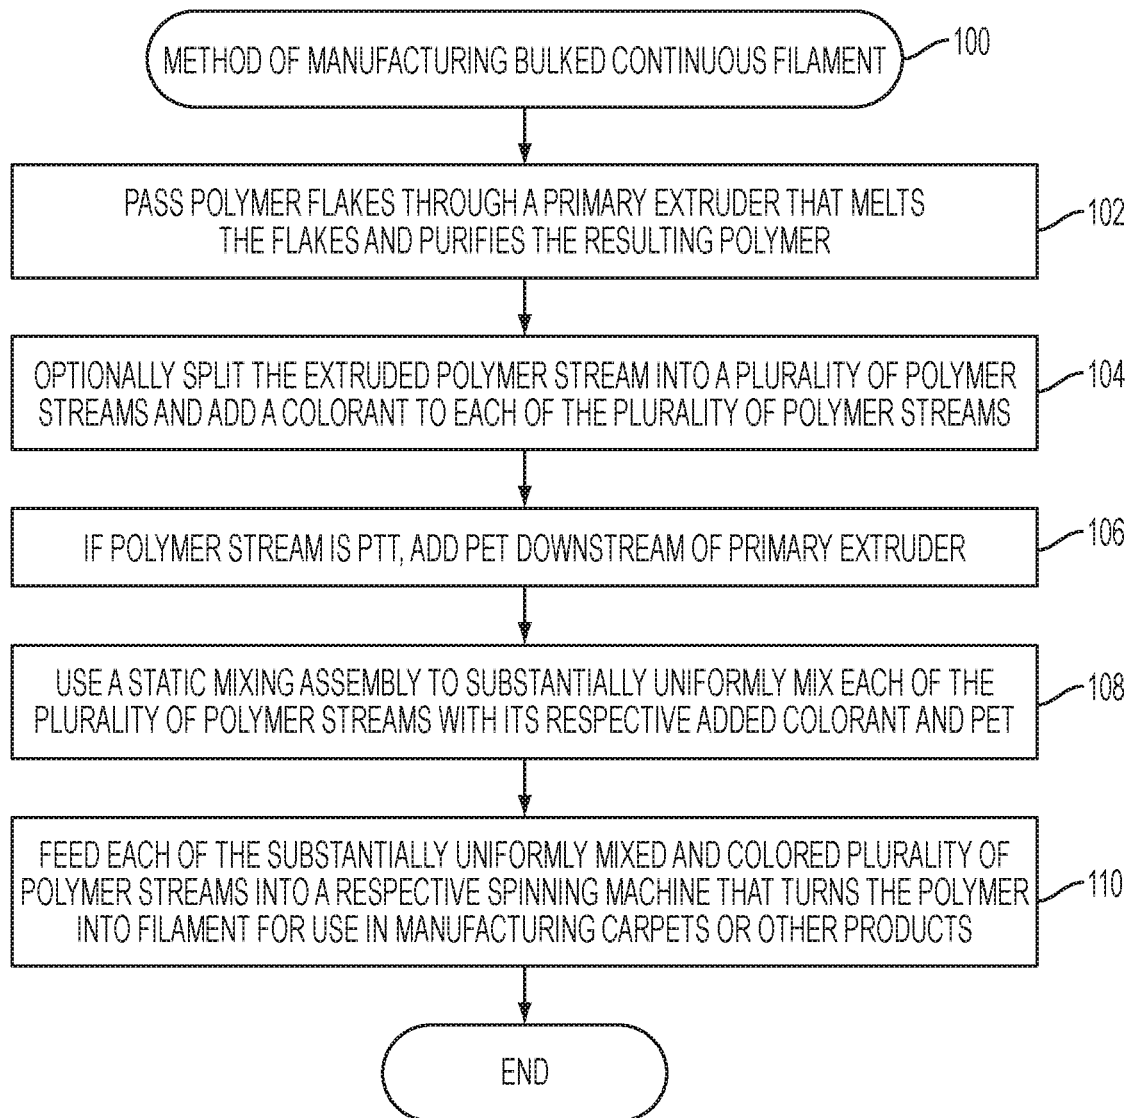 METHOD OF MANUFACTURING BULKED CONTINUOUS FILAMENT
100
PASS POLYMER FLAKES THROUGH A PRIMARY EXTRUDER THAT MELTS
THE FLAKES AND PURIFIES THE RESULTING POLYMER
102
OPTIONALLY SPLIT THE EXTRUDED POLYMER STREAM INTO A PLURALITY OF POLYMER
STREAMS AND ADD A COLORANT TO EACH OF THE PLURALITY OF POLYMER STREAMS
104
IF POLYMER STREAM IS PTT, ADD PET DOWNSTREAM OF PRIMARY EXTRUDER
106
USE A STATIC MIXING ASSEMBLY TO SUBSTANTIALLY UNIFORMLY MIX EACH OF THE
PLURALITY OF POLYMER STREAMS WITH ITS RESPECTIVE ADDED COLORANT AND PET
108
FEED EACH OF THE SUBSTANTIALLY UNIFORMLY MIXED AND COLORED PLURALITY OF
POLYMER STREAMS INTO A RESPECTIVE SPINNING MACHINE THAT TURNS THE POLYMER
INTO FILAMENT FOR USE IN MANUFACTURING CARPETS OR OTHER PRODUCTS
110
END